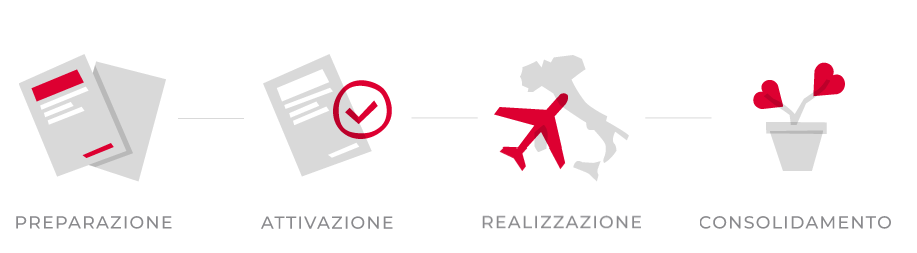 PREPARAZIONE
ATTIVAZIONE
REALIZZAZIONE
CONSOLIDAMENTO